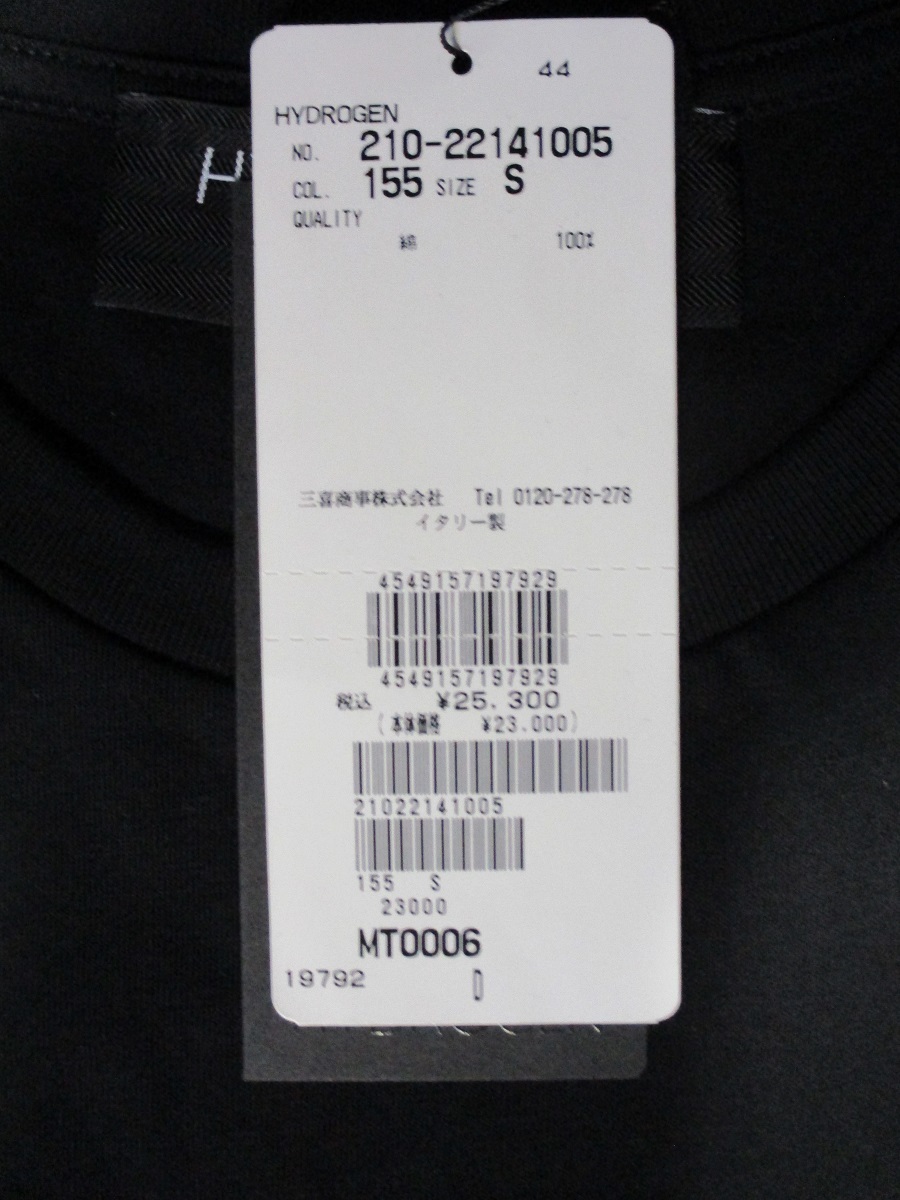 44
HYDROGEN
NO. 210-22141005
COL. 155 SIZE S
QUALITY
綿 100%
三喜商事株式会社 Tel 0120-278-278
イタリー製
4549157197929
4549157197929
税込 ¥25.300
(本体価格 ¥23.000)
21022141005
155 S
23000
MT0006
19792 D